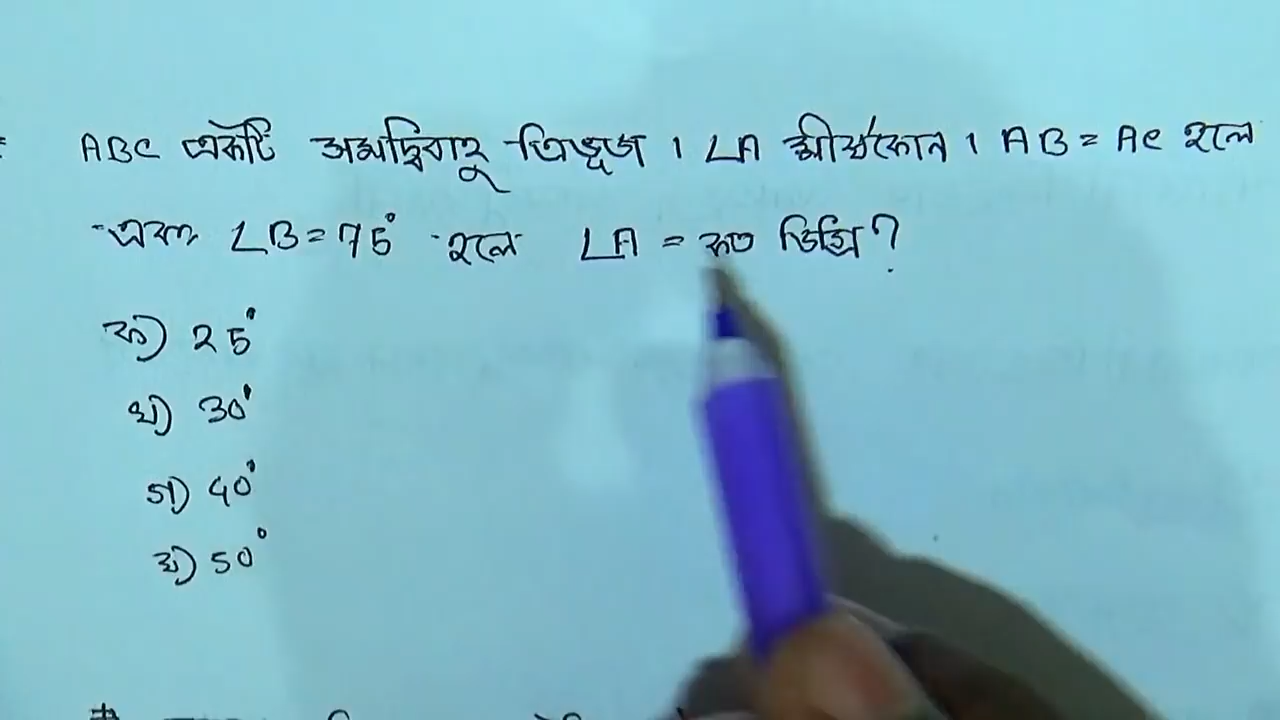 ABC একটি সমদ্বিবাহু ত্রিভুজ । ∠A শীর্ষকোন । AB = AC হলে
এবং ∠B = 75° হলে ∠A = কত ডিগ্রি ?
ক) 25°
খ) 30°
গ) 40°
ঘ) 50°
#